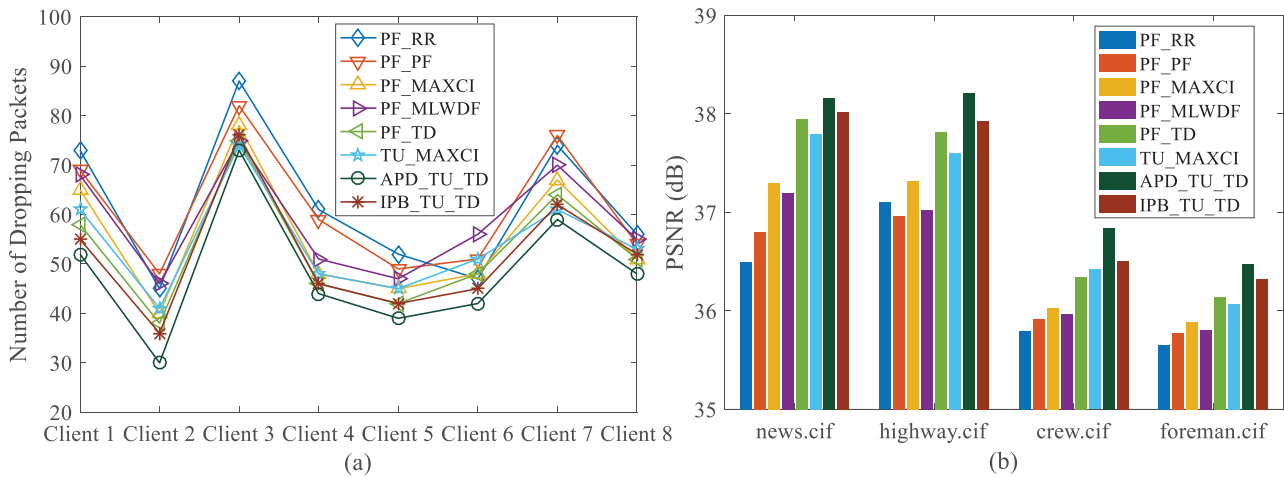 100
90
80
70
60
50
40
30
20
Number of Dropping Packets
PF_RR
PF_PF
PF_MAXCI
PF_MLWDF
PF_TD
TU_MAXCI
APD_TU_TD
IPB_TU_TD
Client 1 Client 2 Client 3 Client 4 Client 5 Client 6 Client 7 Client 8
(a)
39
38
37
36
35
PSNR (dB)
PF_RR
PF_PF
PF_MAXCI
PF_MLWDF
PF_TD
TU_MAXCI
APD_TU_TD
IPB_TU_TD
news.cif highway.cif crew.cif foreman.cif
(b)